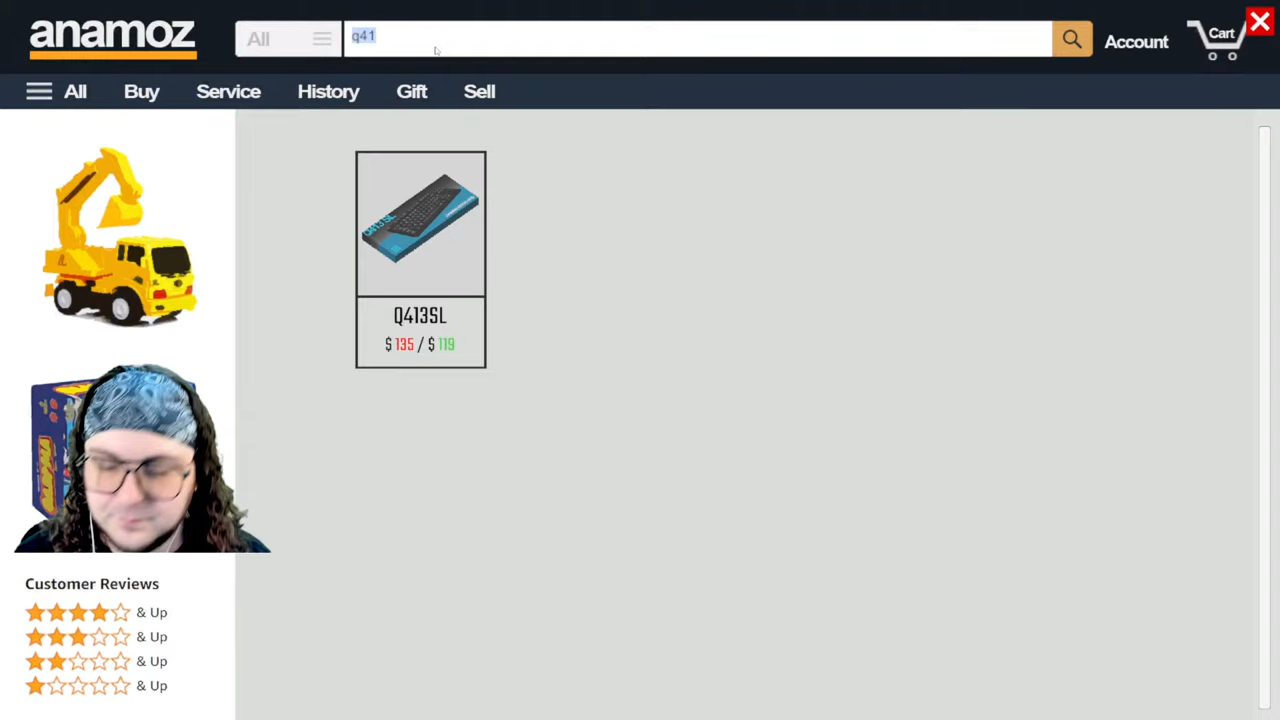 anamoz
All
q41
Account
Cart
All
Buy
Service
History
Gift
Sell
Q413SL
Q413SL
$ 135 / $ 119
Customer Reviews
& Up
& Up
& Up
& Up